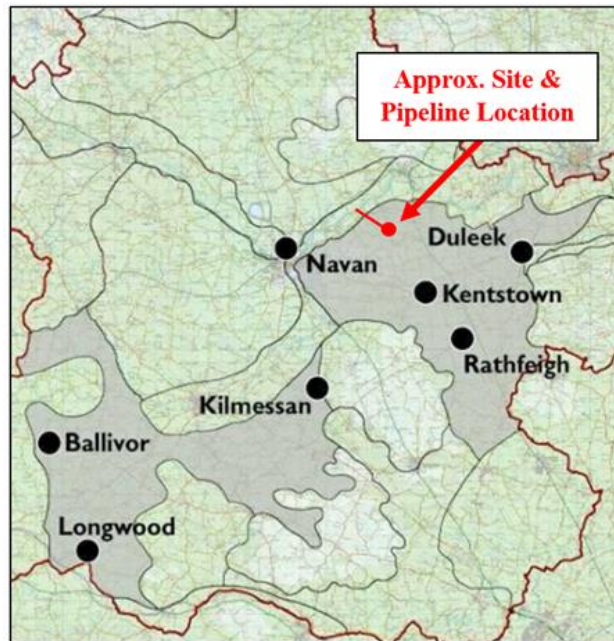 Approx. Site &
Pipeline Location
Navan
Duleek
Kentstown
Rathfeigh
Kilmessan
Ballivor
Longwood